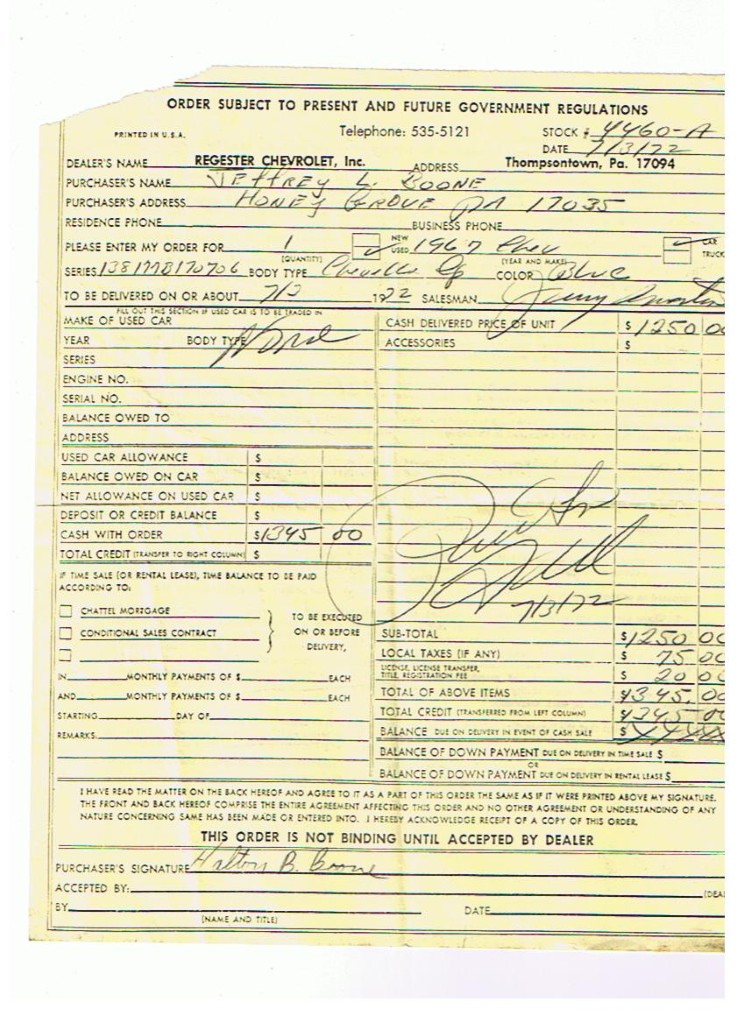 ORDER SUBJECT TO PRESENT AND FUTURE GOVERNMENT REGULATIONS
PRINTED IN U.S.A. Telephone: 535-5121 STOCK # 4460-A
DATE 7/3/72
DEALER'S NAME REGESTER CHEVROLET, Inc. ADDRESS Thompsontown, Pa. 17094
PURCHASER'S NAME Jeffrey L. Boone
PURCHASER'S ADDRESS Honey Grove PA 17035
RESIDENCE PHONE BUSINESS PHONE
PLEASE ENTER MY ORDER FOR 1 NEW USED ✓ 1967 Chev ✓ CAR
(QUANTITY) (YEAR AND MAKE) TRUCK
SERIES 138177B170706 BODY TYPE Chevelle COLOR Blue
TO BE DELIVERED ON OR ABOUT 7/3 1972 SALESMAN
FILL OUT THIS SECTION IF USED CAR IS TO BE TRADED IN
MAKE OF USED CAR
YEAR BODY TYPE None
SERIES
ENGINE NO.
SERIAL NO.
BALANCE OWED TO
ADDRESS
USED CAR ALLOWANCE $
BALANCE OWED ON CAR $
NET ALLOWANCE ON USED CAR $
DEPOSIT OR CREDIT BALANCE $
CASH WITH ORDER $1345 00
TOTAL CREDIT (TRANSFER TO RIGHT COLUMN) $
IF TIME SALE (OR RENTAL LEASE), TIME BALANCE TO BE PAID
ACCORDING TO:
CHATTEL MORTGAGE
CONDITIONAL SALES CONTRACT
TO BE EXECUTED
ON OR BEFORE
DELIVERY,
IN MONTHLY PAYMENTS OF $ EACH
AND MONTHLY PAYMENTS OF $ EACH
STARTING DAY OF
REMARKS
CASH DELIVERED PRICE OF UNIT $1250 00
ACCESSORIES $
7/3/72
SUB-TOTAL $1250 00
LOCAL TAXES (IF ANY) $ 75 00
LICENSE, LICENSE TRANSFER,
TITLE, REGISTRATION FEE $ 20 00
TOTAL OF ABOVE ITEMS $1345.00
TOTAL CREDIT (TRANSFERRED FROM LEFT COLUMN) $1345.00
BALANCE DUE ON DELIVERY IN EVENT OF CASH SALE $ XXXX
BALANCE OF DOWN PAYMENT DUE ON DELIVERY IN TIME SALE $
OR
BALANCE OF DOWN PAYMENT DUE ON DELIVERY IN RENTAL LEASE $
I HAVE READ THE MATTER ON THE BACK HEREOF AND AGREE TO IT AS A PART OF THIS ORDER THE SAME AS IF IT WERE PRINTED ABOVE MY SIGNATURE.
THE FRONT AND BACK HEREOF COMPRISE THE ENTIRE AGREEMENT AFFECTING THIS ORDER AND NO OTHER AGREEMENT OR UNDERSTANDING OF ANY
NATURE CONCERNING SAME HAS BEEN MADE OR ENTERED INTO. I HEREBY ACKNOWLEDGE RECEIPT OF A COPY OF THIS ORDER.
THIS ORDER IS NOT BINDING UNTIL ACCEPTED BY DEALER
PURCHASER'S SIGNATURE Halton B. Boone
ACCEPTED BY: (DEA
BY DATE
(NAME AND TITLE)